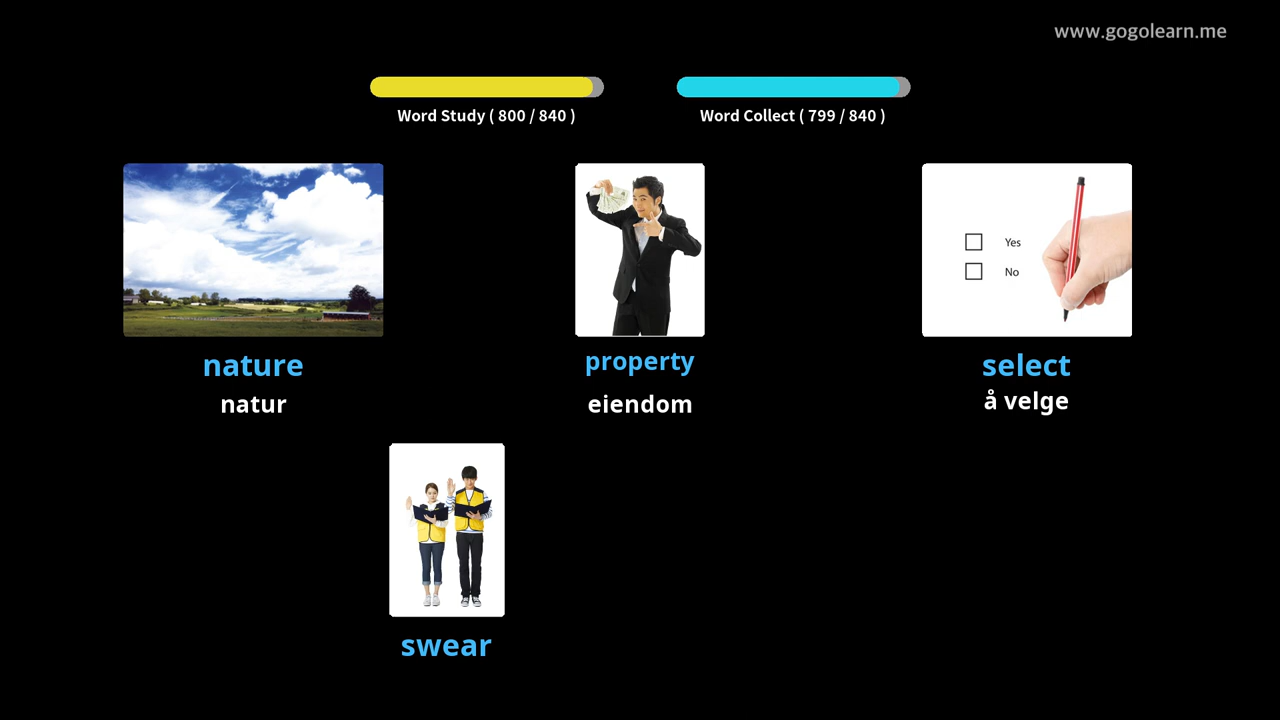 www.gogolearn.me
Word Study ( 800 / 840 )
Word Collect ( 799 / 840 )
Yes
No
nature
natur
property
eiendom
select
å velge
swear